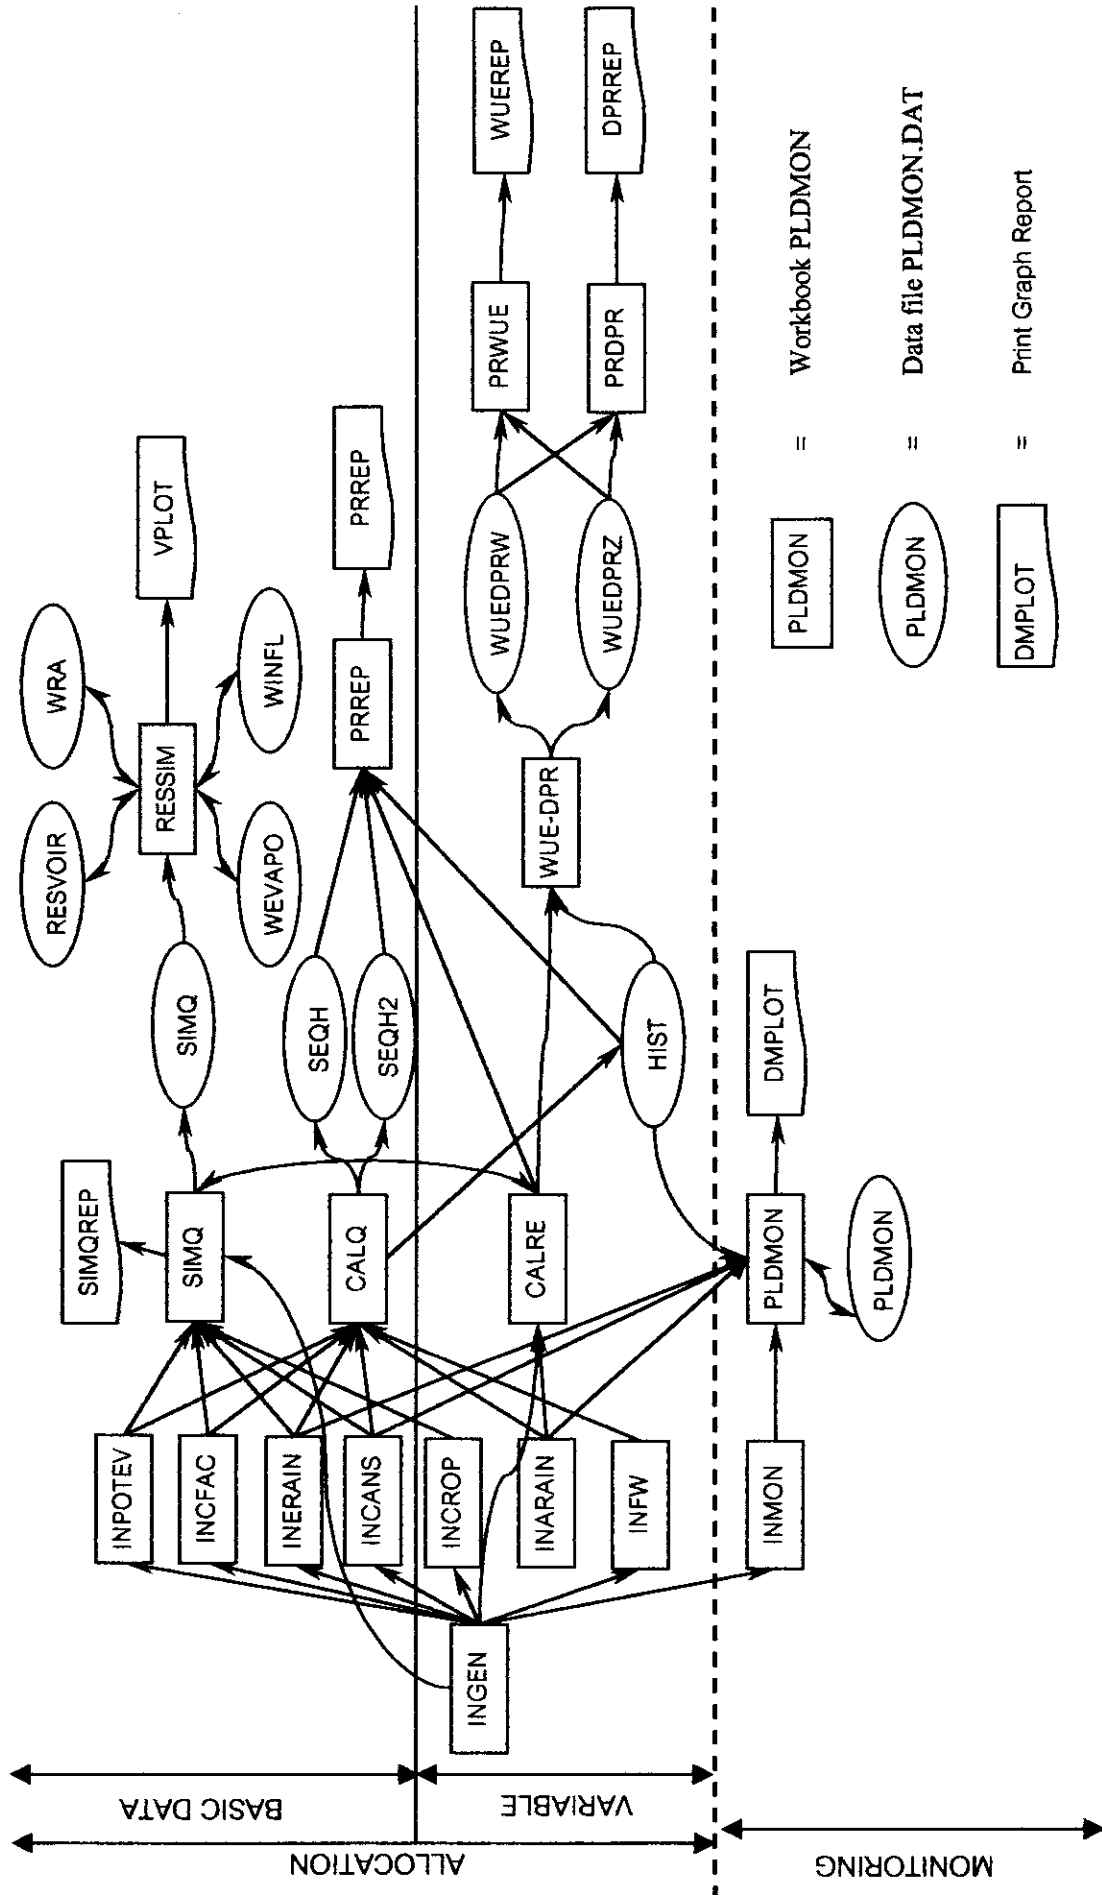 ALLOCATION
BASIC DATA
VARIABLE
MONITORING
INGEN
INPOTEV
INCFAC
INERAIN
INCANS
INCROP
INARAIN
INFW
INMON
SIMQREP
SIMQ
CALQ
CALRE
PLDMON
PLDMON
SIMQ
SEQH
SEQH2
HIST
DMPLOT
RESVOIR
WRA
RESSIM
WEVAPO
WINFL
VPLOT
PRREP
PRREP
WUE-DPR
WUEDPRW
WUEDPRZ
PRWUE
PRDPR
WUEREP
DPRREP
PLDMON = Workbook PLDMON
PLDMON = Data file PLDMON.DAT
DMPLOT = Print Graph Report